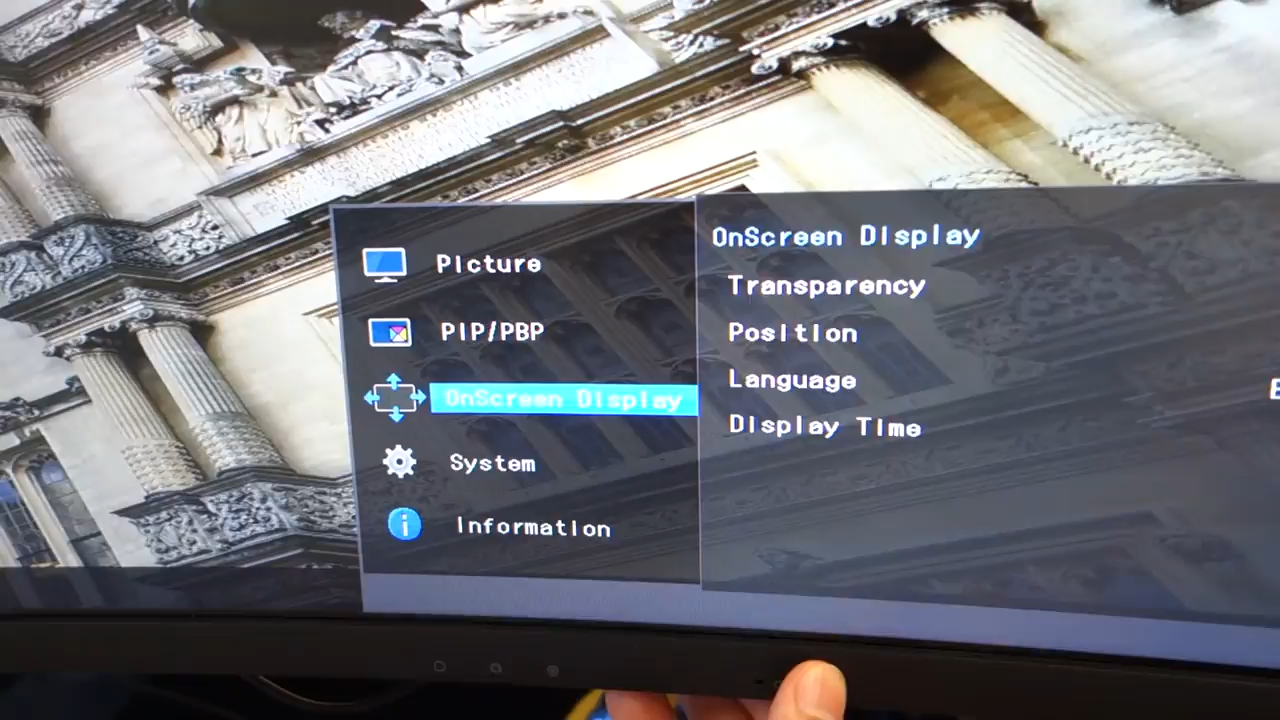 Picture
PIP/PBP
OnScreen Display
System
Information
OnScreen Display
Transparency
Position
Language
Display Time